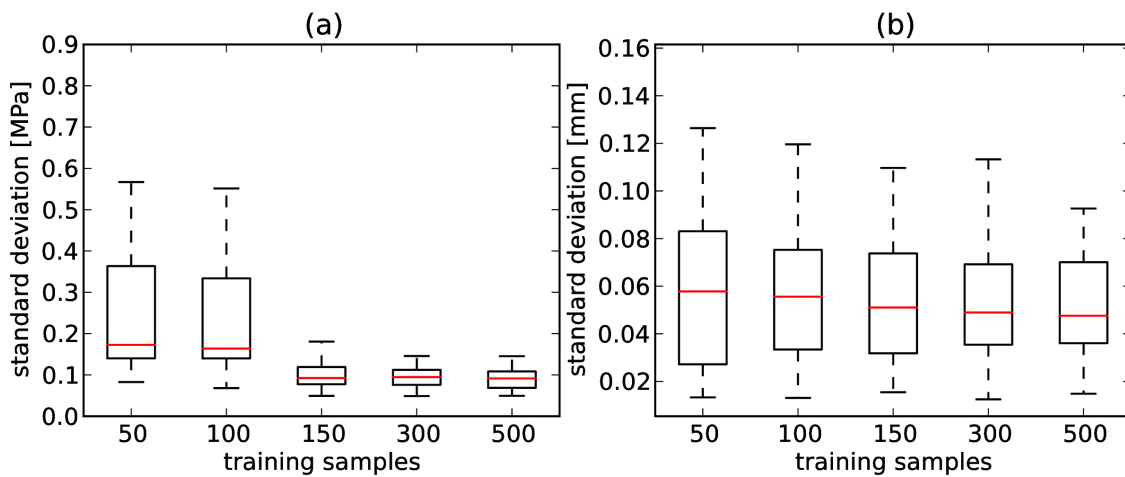 (a)
standard deviation [MPa]
0.9
0.8
0.7
0.6
0.5
0.4
0.3
0.2
0.1
0.0
50 100 150 300 500
training samples
(b)
standard deviation [mm]
0.16
0.14
0.12
0.10
0.08
0.06
0.04
0.02
50 100 150 300 500
training samples